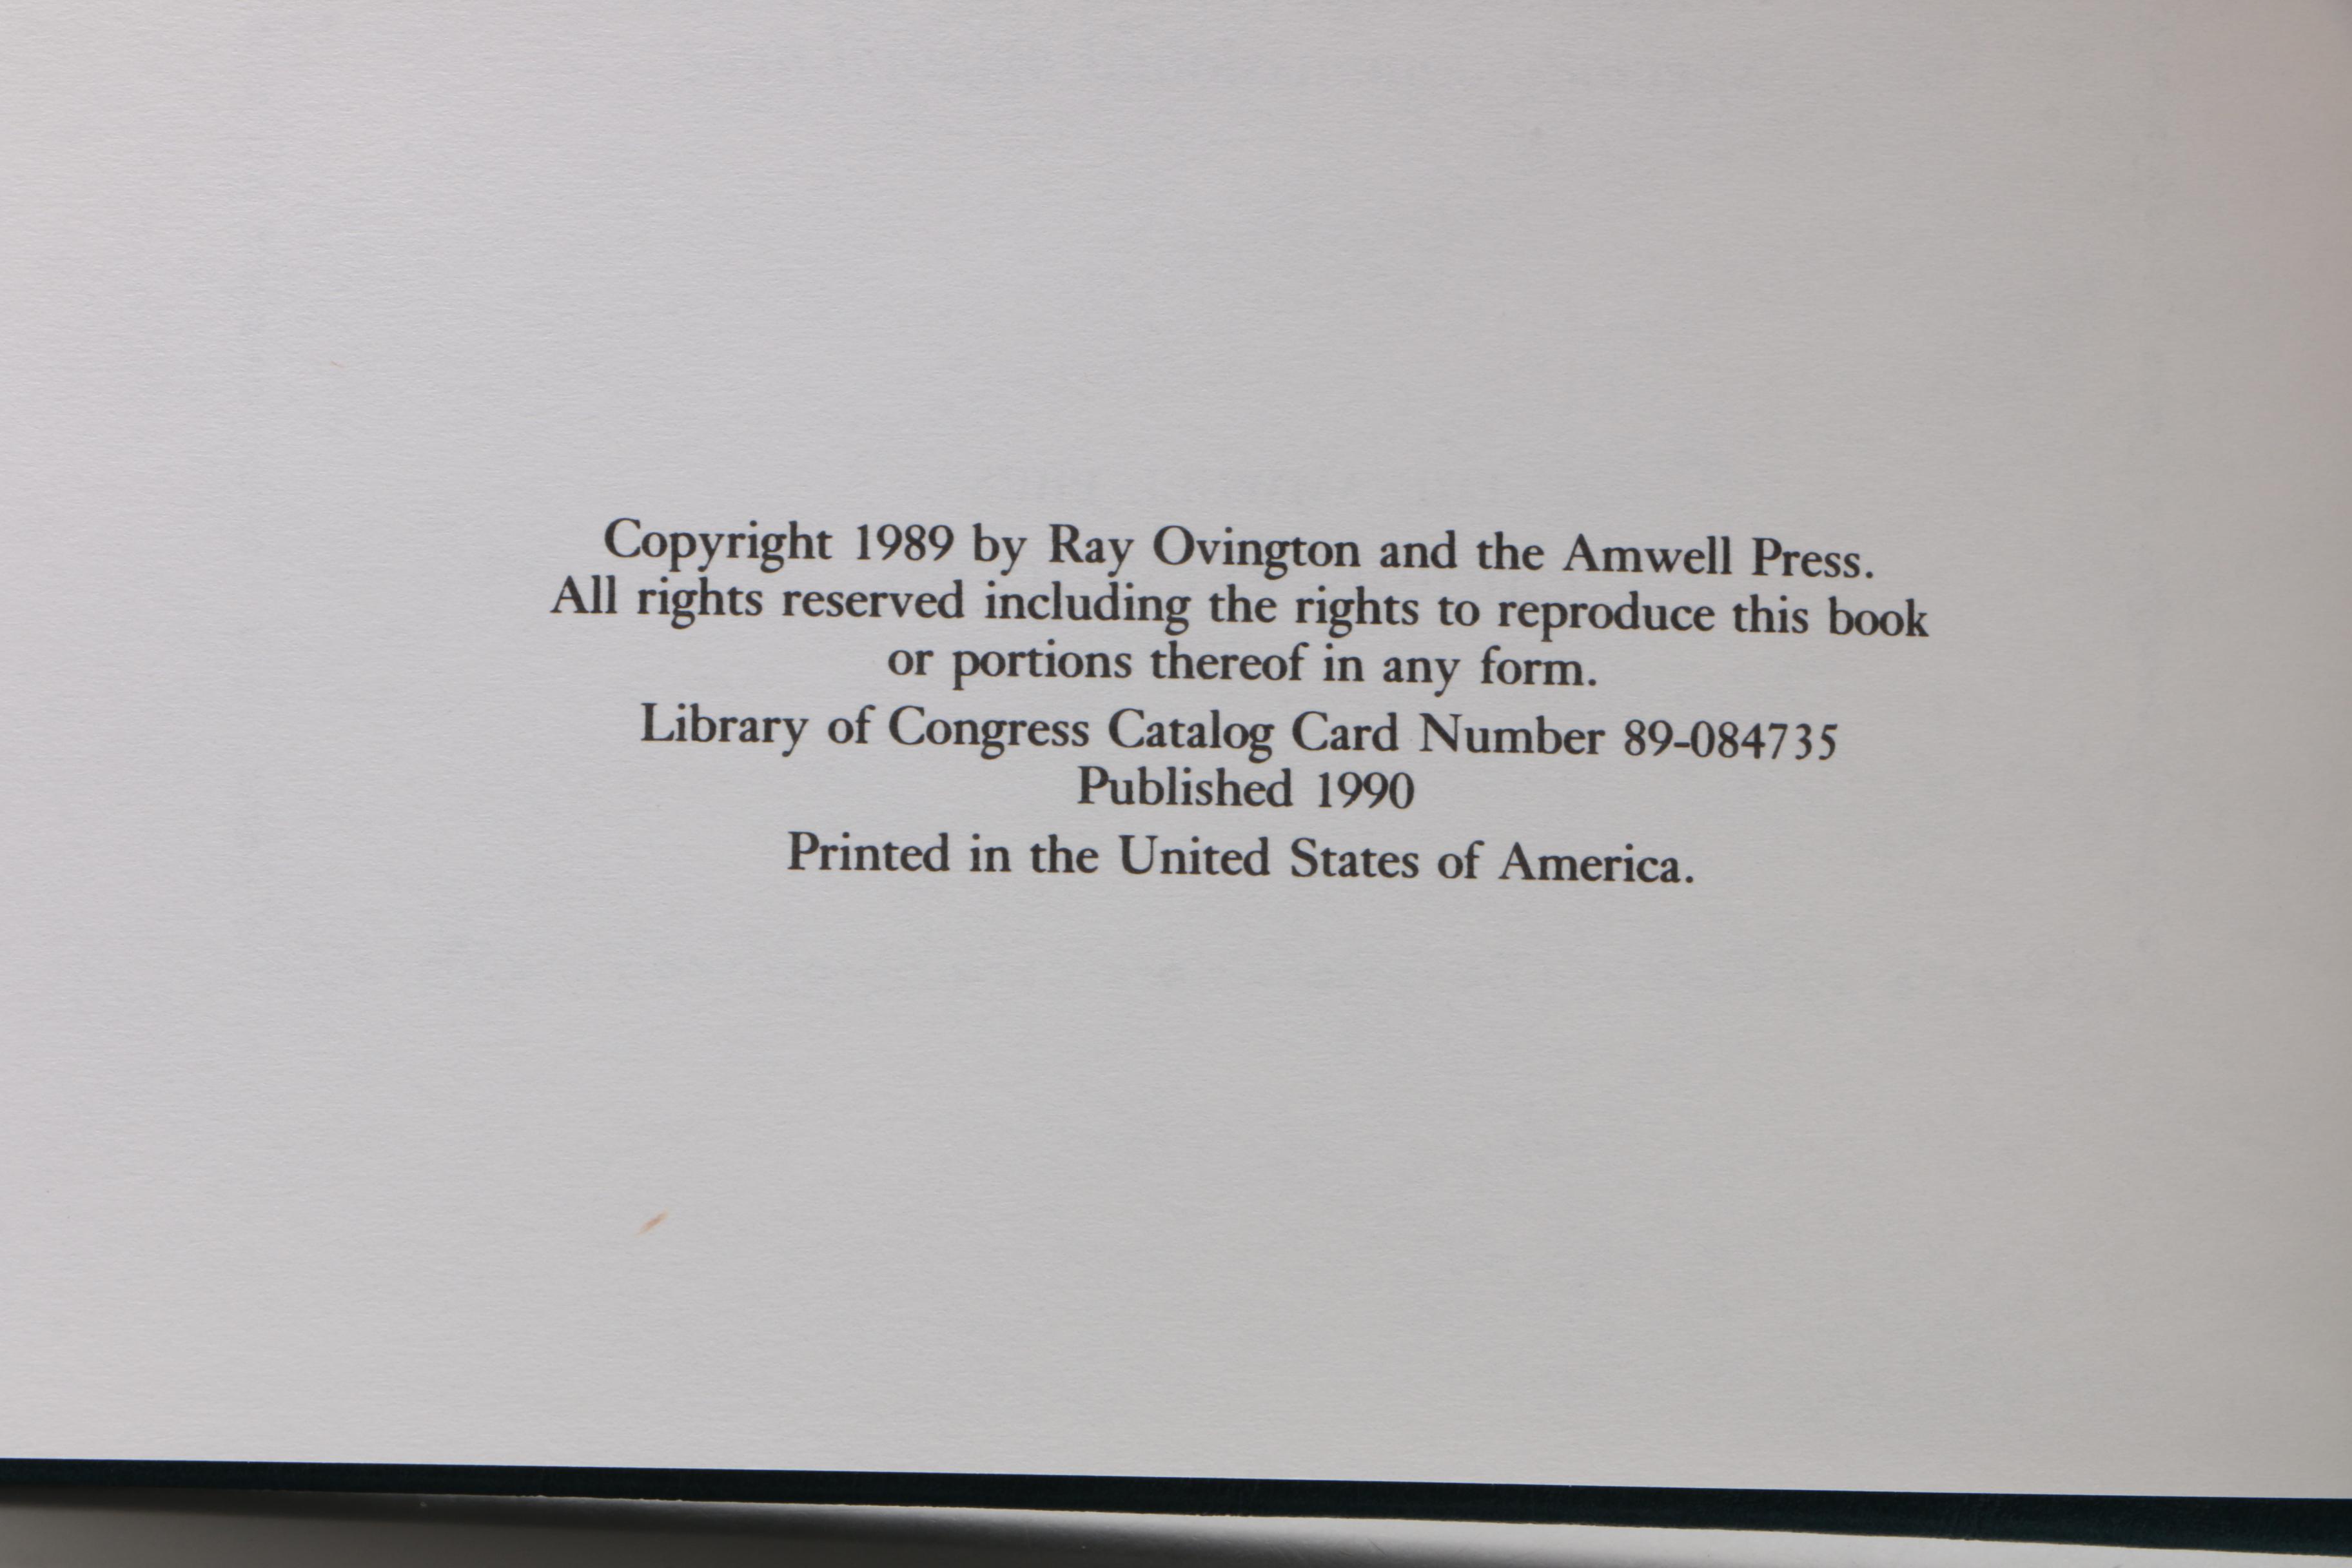 Copyright 1989 by Ray Ovington and the Amwell Press.
All rights reserved including the rights to reproduce this book
or portions thereof in any form.
Library of Congress Catalog Card Number 89-084735
Published 1990
Printed in the United States of America.